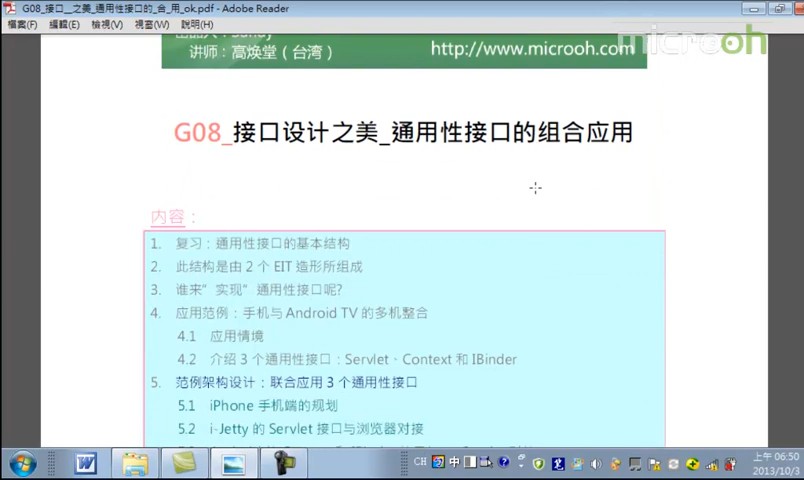 G08_接口__之美_通用性接口的_合_用_ok.pdf - Adobe Reader
檔案(F) 編輯(E) 檢視(V) 視窗(W) 說明(H)
讲师：高焕堂（台湾） http://www.microoh.com
microoh
G08_接口设计之美_通用性接口的组合应用
内容：
1. 复习：通用性接口的基本结构
2. 此结构是由 2 个 EIT 造形所组成
3. 谁来”实现”通用性接口呢?
4. 应用范例：手机与 Android TV 的多机整合
4.1 应用情境
4.2 介绍 3 个通用性接口：Servlet、Context 和 IBinder
5. 范例架构设计：联合应用 3 个通用性接口
5.1 iPhone 手机端的规划
5.2 i-Jetty 的 Servlet 接口与浏览器对接
CH 中
上午 06:50
2013/10/3